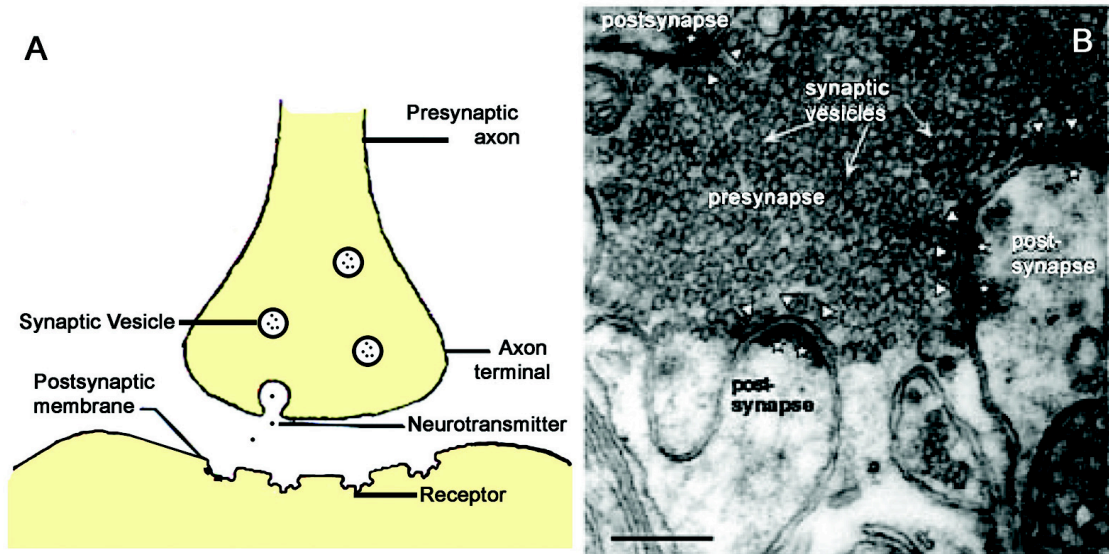 A
Presynaptic
axon
Synaptic Vesicle
Axon
terminal
Postsynaptic
membrane
Neurotransmitter
Receptor
B
postsynapse
synaptic
vesicles
presynapse
post-
synapse
post-
synapse